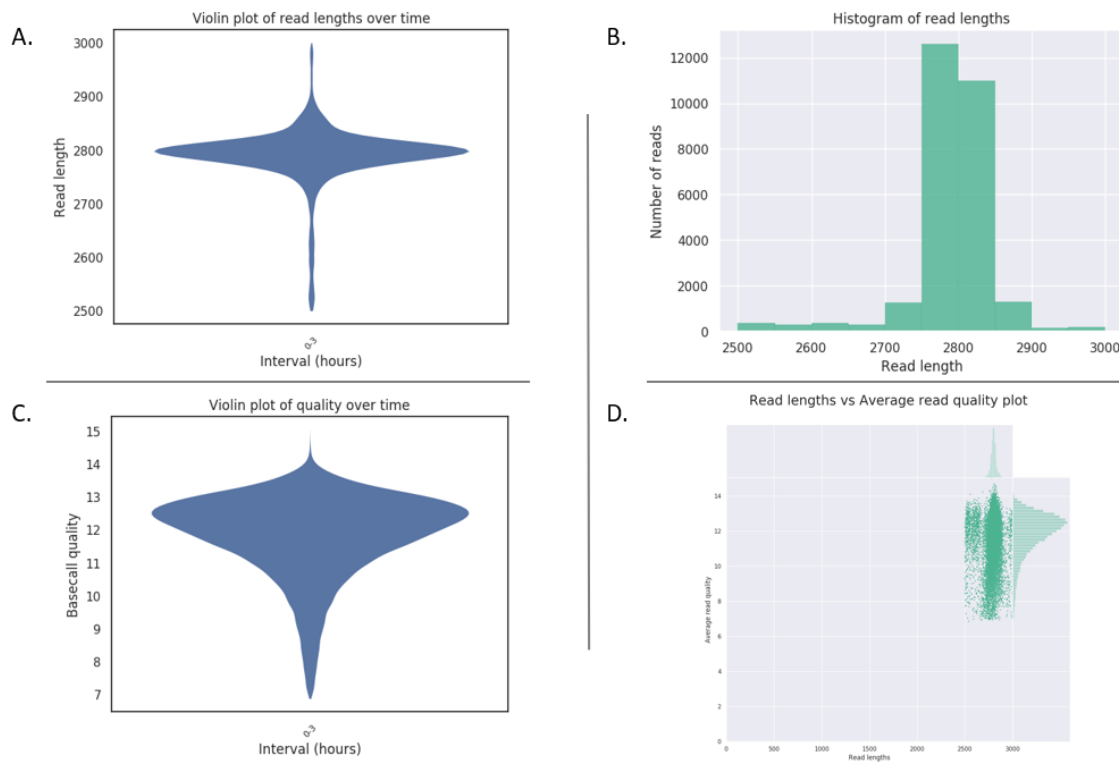 A.
Violin plot of read lengths over time
3000
2900
2800
2700
2600
2500
Read length
0-3
Interval (hours)
B.
Histogram of read lengths
12000
10000
8000
6000
4000
2000
0
Number of reads
2500 2600 2700 2800 2900 3000
Read length
C.
Violin plot of quality over time
15
14
13
12
11
10
9
8
7
Basecall quality
0-3
Interval (hours)
D.
Read lengths vs Average read quality plot
14
12
10
8
6
4
2
0
Average read quality
0 500 1000 1500 2000 2500 3000
Read lengths